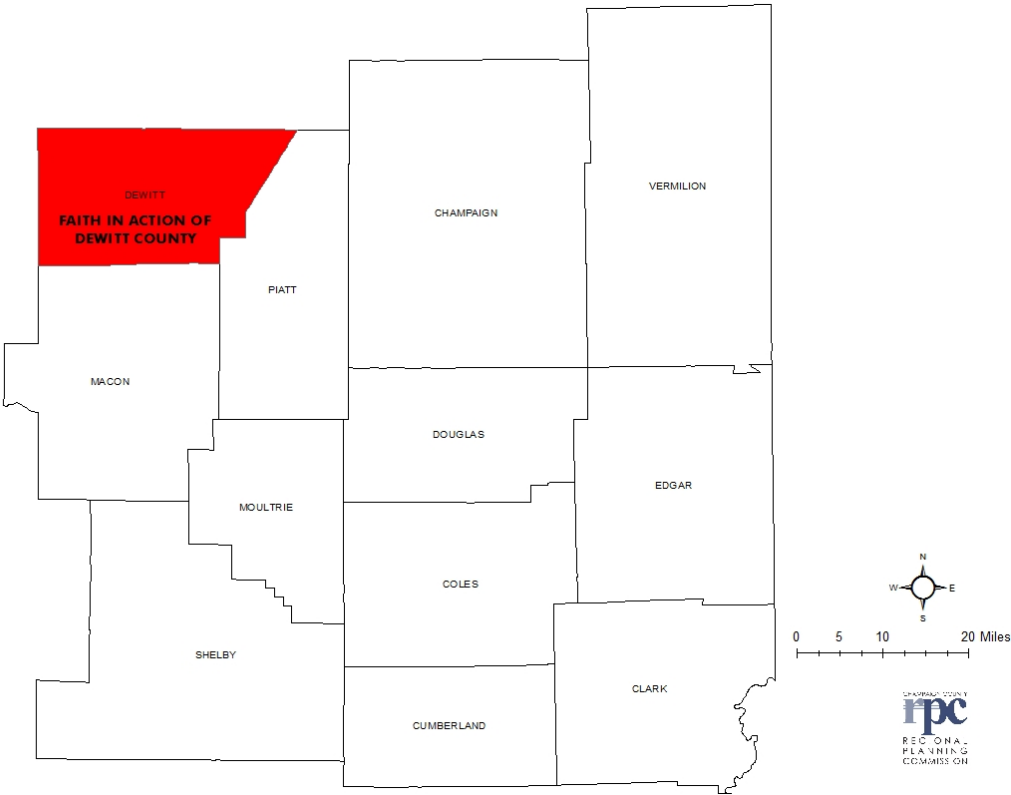 VERMILION
DEWITT
FAITH IN ACTION OF
DEWITT COUNTY
CHAMPAIGN
PIATT
MACON
DOUGLAS
EDGAR
MOULTRIE
COLES
SHELBY
CLARK
CUMBERLAND
N
W
E
S
0 5 10 20 Miles
CHAMPAIGN COUNTY
rpc
REGIONAL
PLANNING
COMMISSION